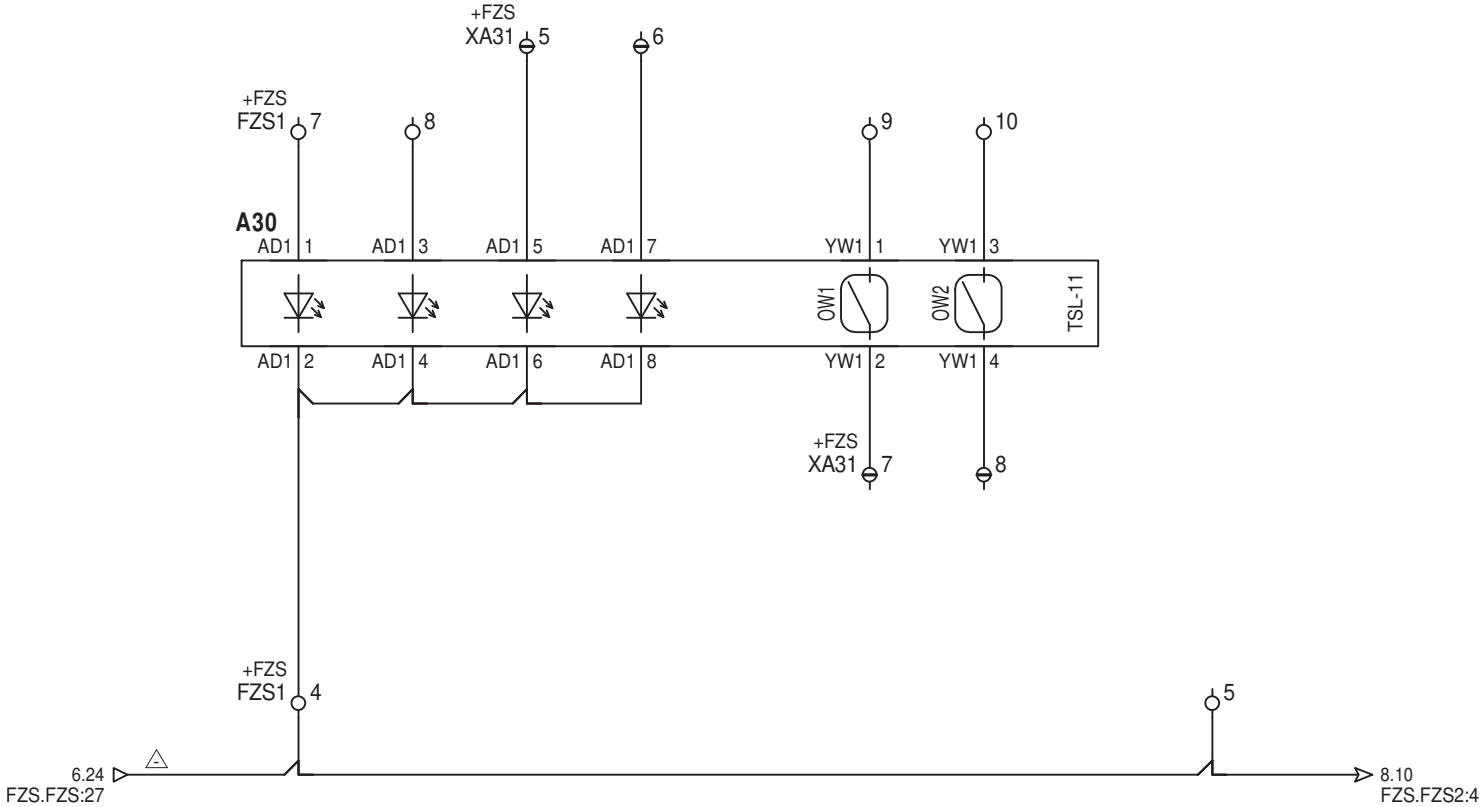 +FZS
XA31 5 6
+FZS
FZS1 7 8 9 10
A30
AD1 1 AD1 3 AD1 5 AD1 7 YW1 1 YW1 3
OW1 OW2 TSL-11
AD1 2 AD1 4 AD1 6 AD1 8 YW1 2 YW1 4
+FZS
XA31 7 8
+FZS
FZS1 4 5
-
6.24 8.10
FZS.FZS:27 FZS.FZS2:4